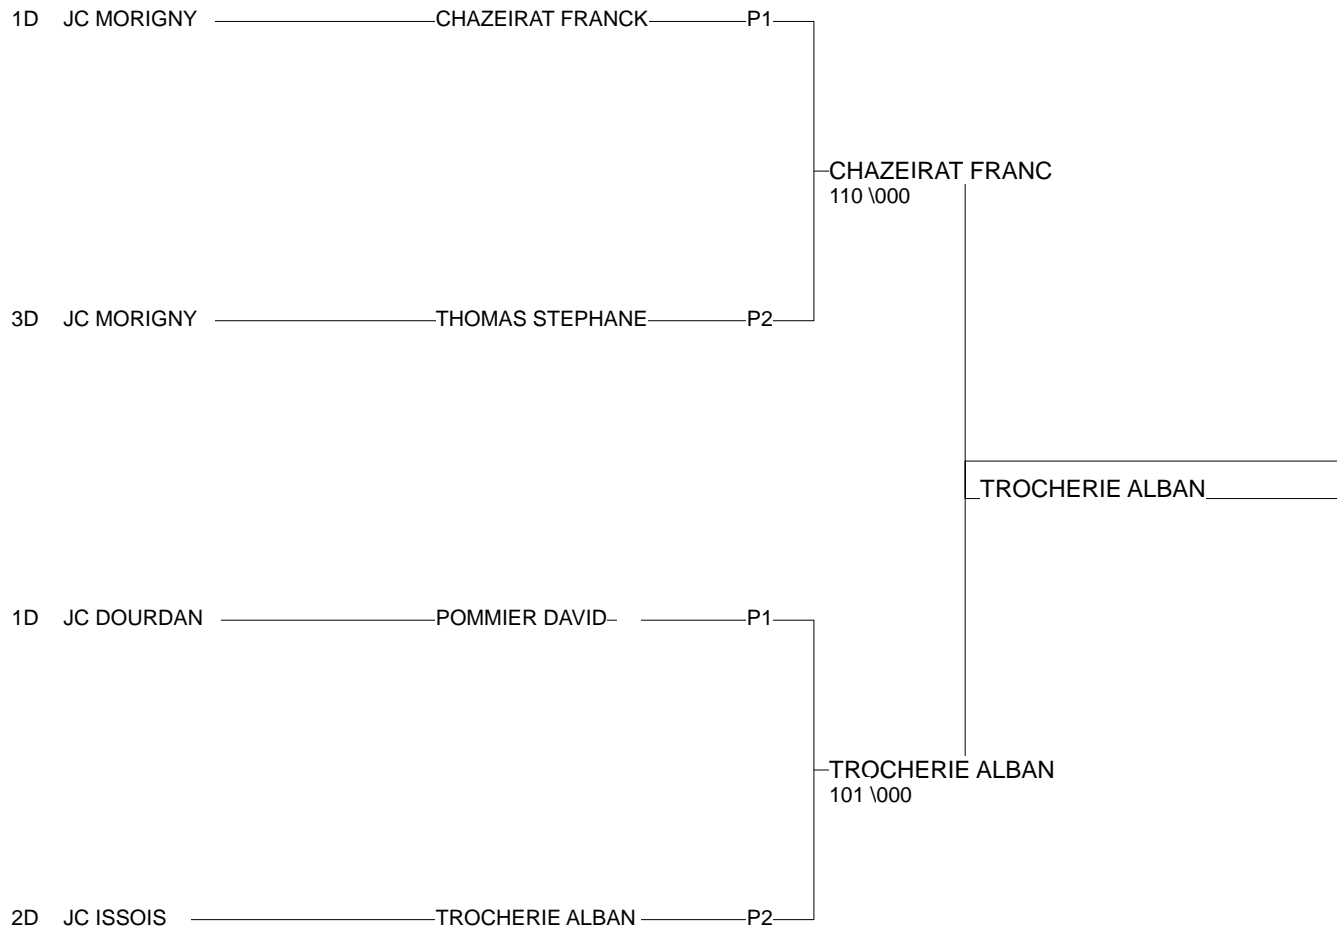 1D JC MORIGNY CHAZEIRAT FRANCK P1
CHAZEIRAT FRANC
110 \000
3D JC MORIGNY THOMAS STEPHANE P2
TROCHERIE ALBAN
1D JC DOURDAN POMMIER DAVID P1
TROCHERIE ALBAN
101 \000
2D JC ISSOIS TROCHERIE ALBAN P2